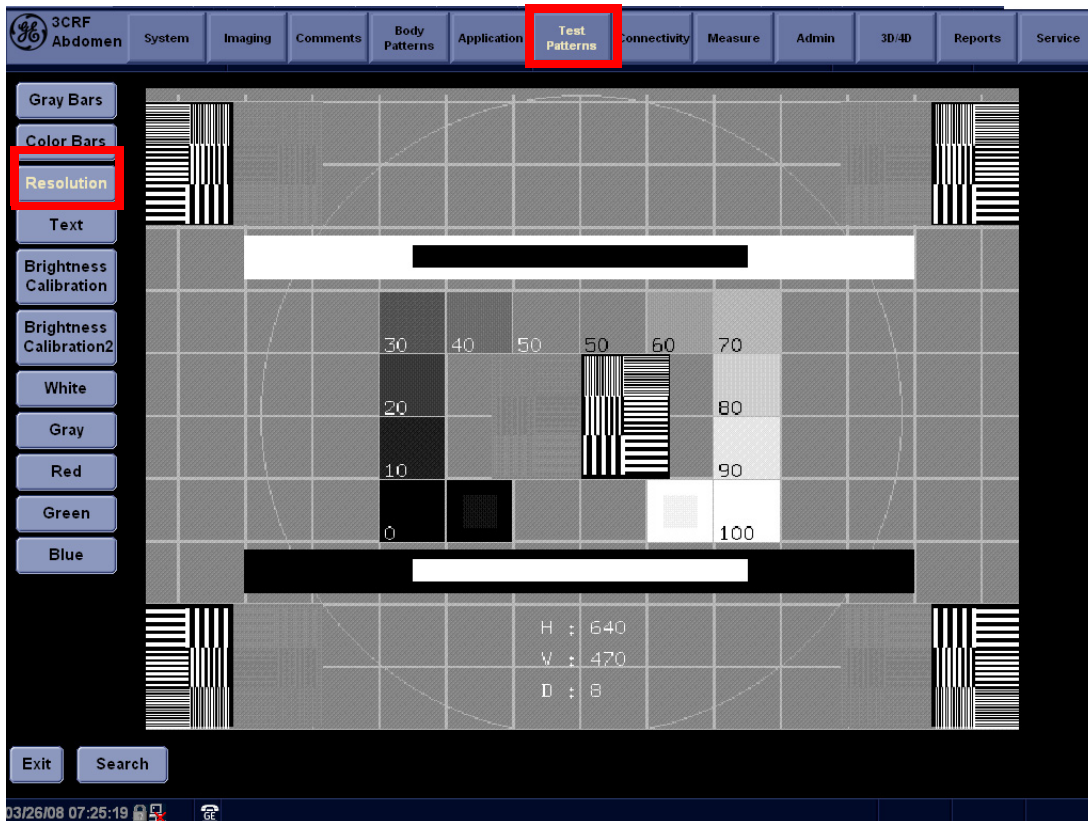 3CRF
Abdomen
System
Imaging
Comments
Body
Patterns
Application
Test
Patterns
Connectivity
Measure
Admin
3D/4D
Reports
Service
Gray Bars
Color Bars
Resolution
Text
Brightness
Calibration
Brightness
Calibration2
White
Gray
Red
Green
Blue
30 40 50 50 60 70
20 80
10 90
0 100
H : 640
V : 470
D : 8
Exit
Search
03/26/08 07:25:19
GE